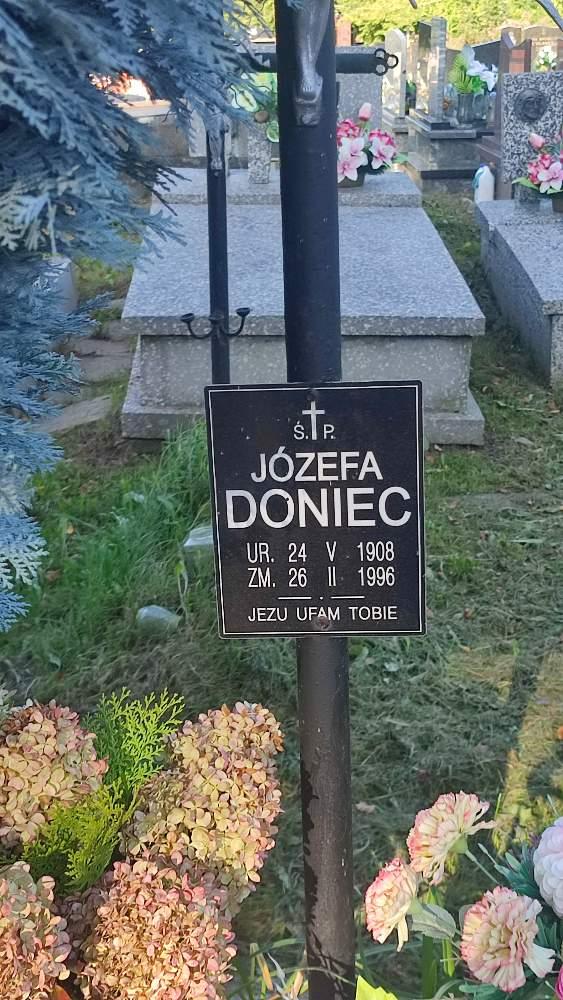 Ś. P.
JÓZEFA
DONIEC
UR. 24 V 1908
ZM. 26 II 1996
JEZU UFAM TOBIE